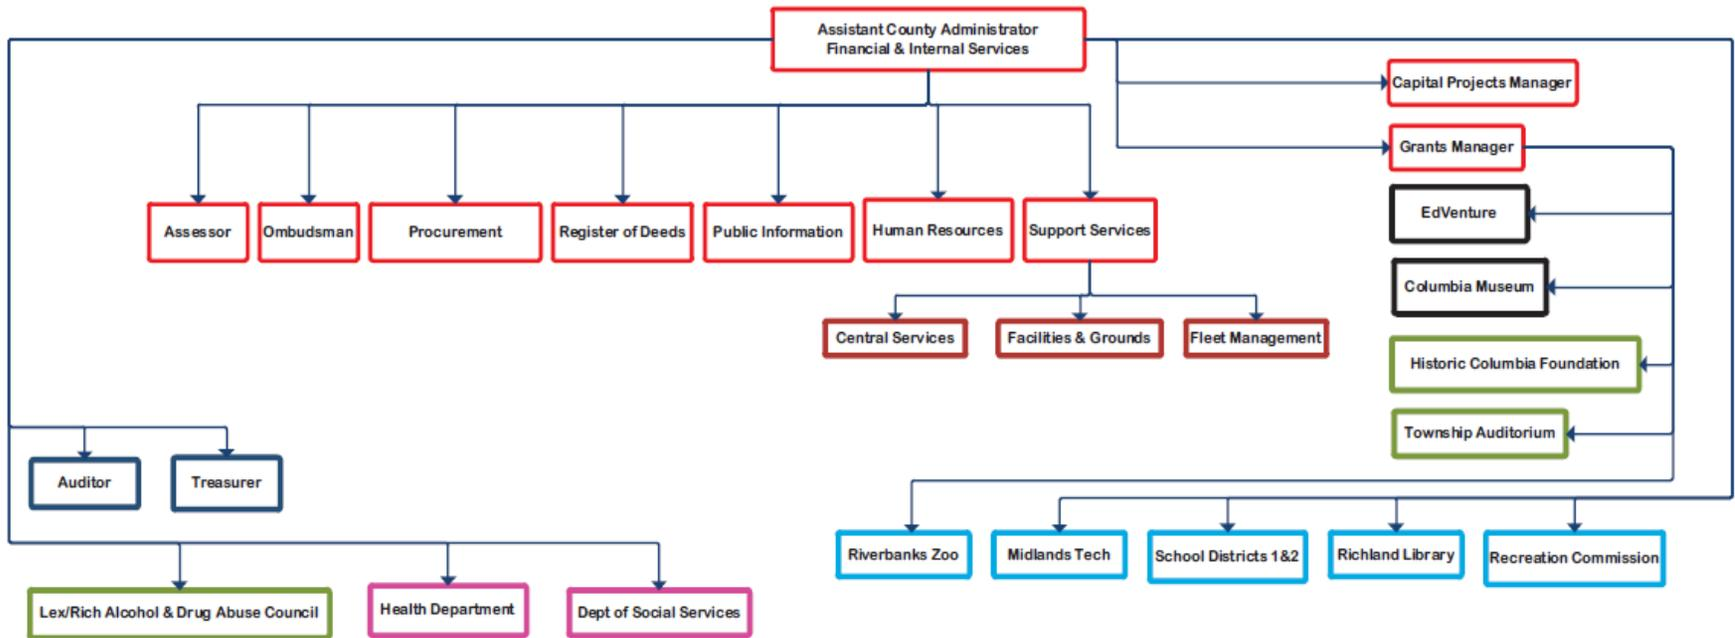 Assistant County Administrator
Financial & Internal Services
Capital Projects Manager
Grants Manager
EdVenture
Columbia Museum
Historic Columbia Foundation
Township Auditorium
Assessor
Ombudsman
Procurement
Register of Deeds
Public Information
Human Resources
Support Services
Central Services
Facilities & Grounds
Fleet Management
Auditor
Treasurer
Riverbanks Zoo
Midlands Tech
School Districts 1&2
Richland Library
Recreation Commission
Lex/Rich Alcohol & Drug Abuse Council
Health Department
Dept of Social Services